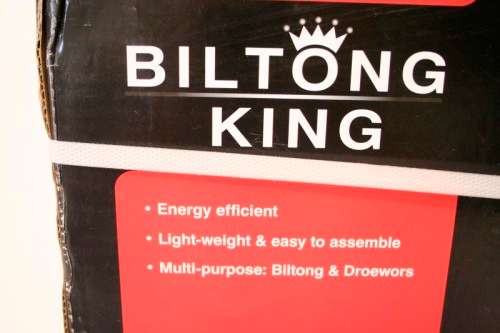 BILTONG
KING
• Energy efficient
• Light-weight & easy to assemble
• Multi-purpose: Biltong & Droewors